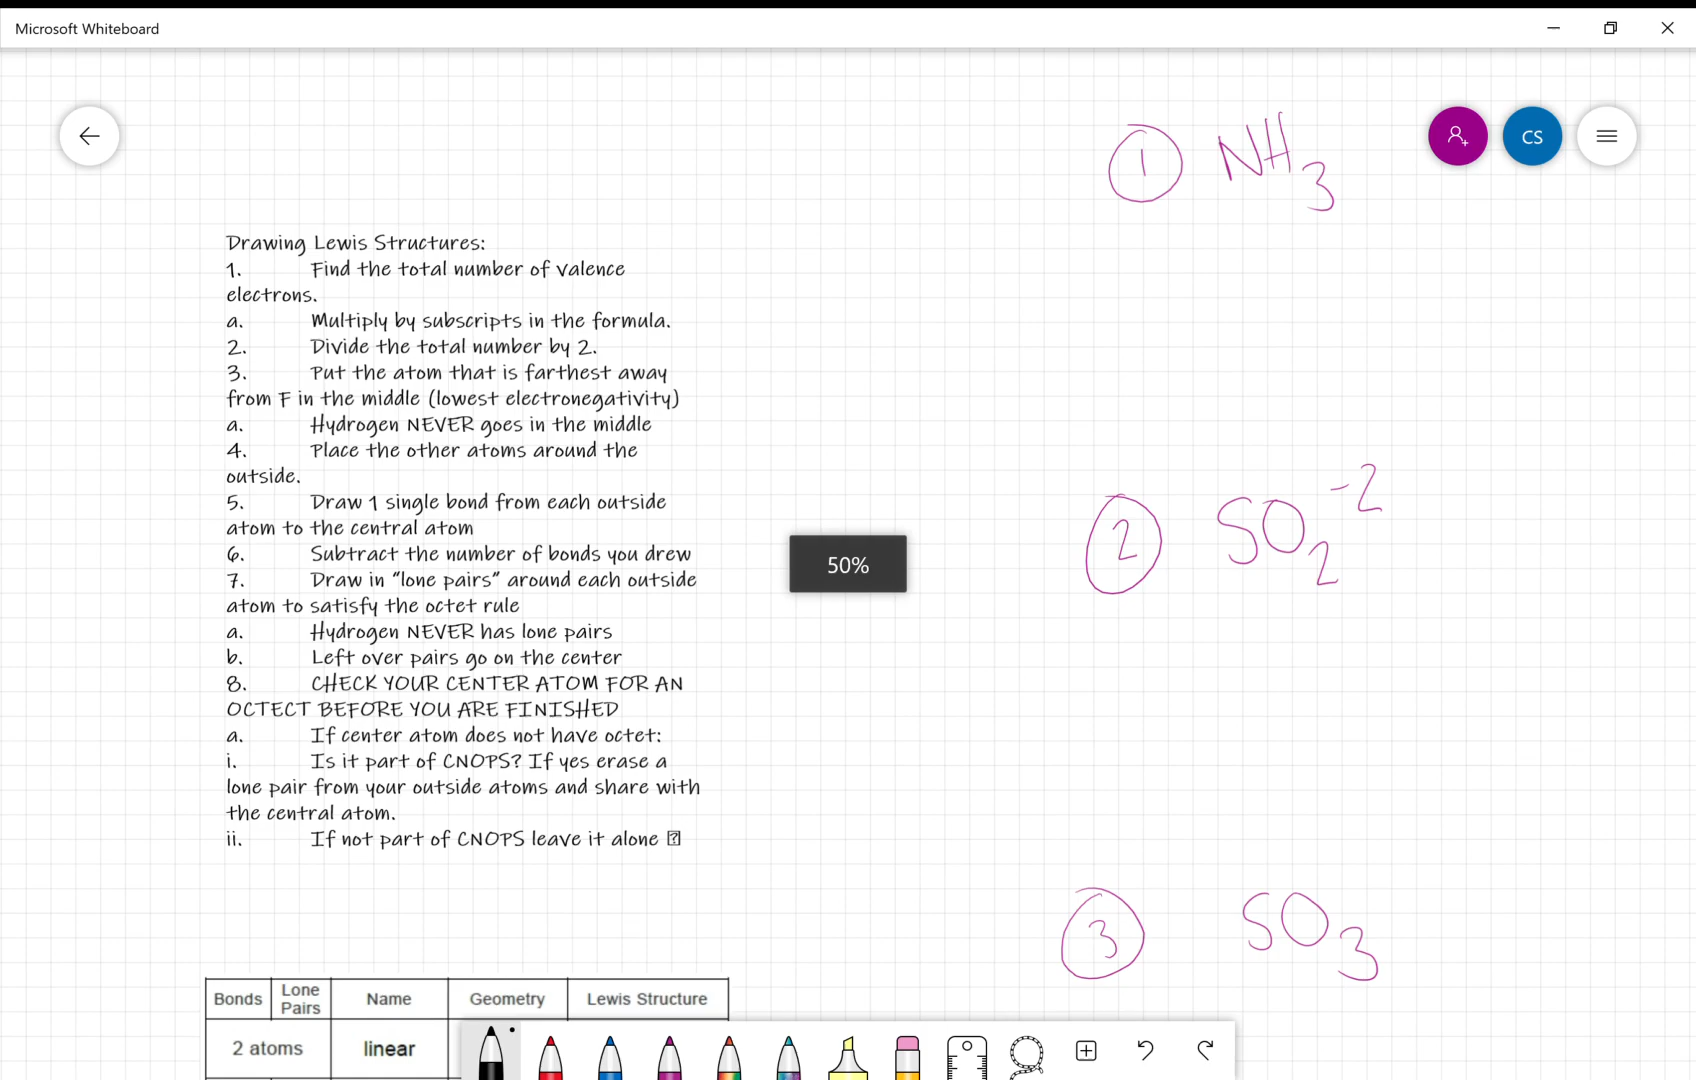 Microsoft Whiteboard
CS
① NH3
Drawing Lewis Structures:
1. Find the total number of valence
electrons.
a. Multiply by subscripts in the formula.
2. Divide the total number by 2.
3. Put the atom that is farthest away
from F in the middle (lowest electronegativity)
a. Hydrogen NEVER goes in the middle
4. Place the other atoms around the
outside.
5. Draw 1 single bond from each outside
atom to the central atom
6. Subtract the number of bonds you drew
7. Draw in “lone pairs” around each outside
atom to satisfy the octet rule
a. Hydrogen NEVER has lone pairs
b. Left over pairs go on the center
8. CHECK YOUR CENTER ATOM FOR AN
OCTECT BEFORE YOU ARE FINISHED
a. If center atom does not have octet:
i. Is it part of CNOPS? If yes erase a
lone pair from your outside atoms and share with
the central atom.
ii. If not part of CNOPS leave it alone
② SO2 -2
50%
③ SO3
Bonds Lone Pairs Name Geometry Lewis Structure
2 atoms linear